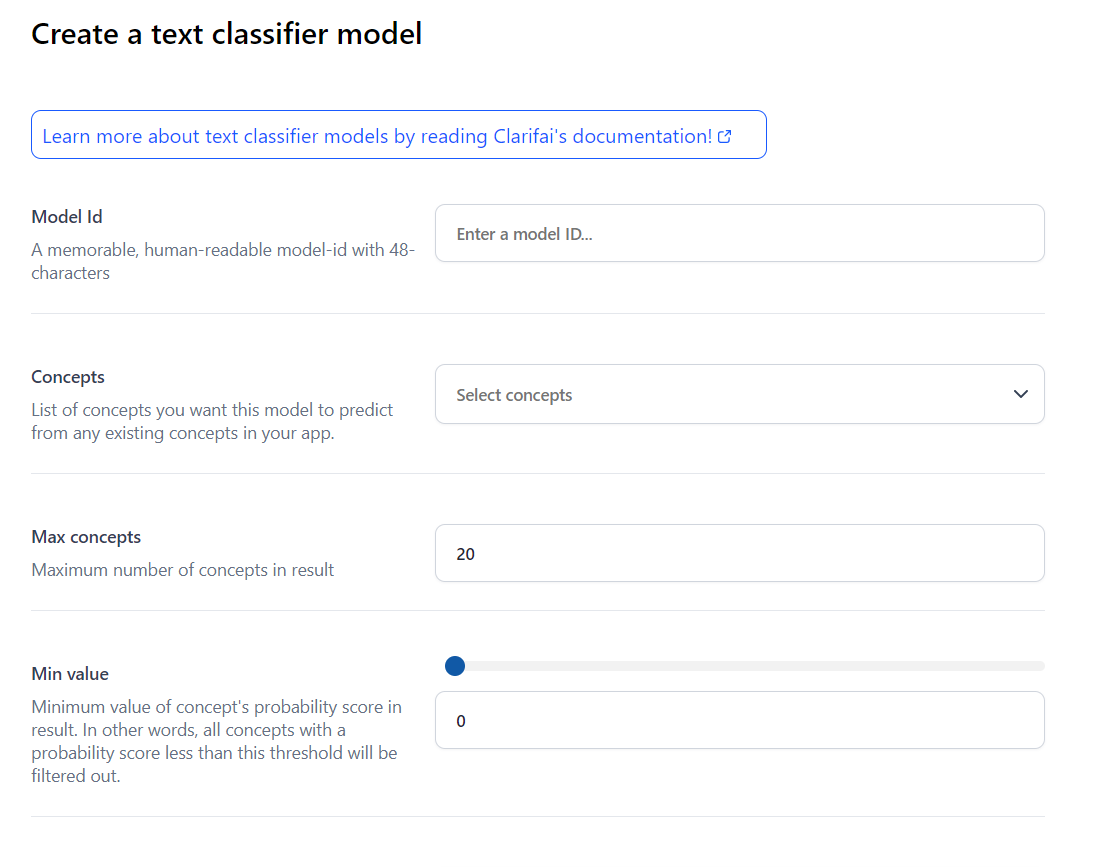 Create a text classifier model
Learn more about text classifier models by reading Clarifai's documentation!
Model Id
A memorable, human-readable model-id with 48-
characters
Enter a model ID...
Concepts
List of concepts you want this model to predict
from any existing concepts in your app.
Select concepts
Max concepts
Maximum number of concepts in result
20
Min value
Minimum value of concept's probability score in
result. In other words, all concepts with a
probability score less than this threshold will be
filtered out.
0